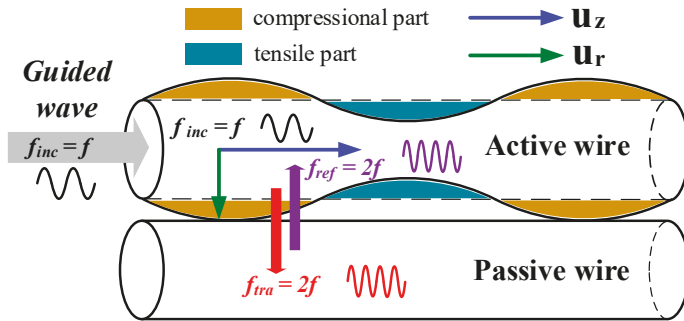 compressional part
u_z
tensile part
u_r
Guided
wave
f_inc = f
f_inc = f
f_ref = 2f
Active wire
f_tra = 2f
Passive wire